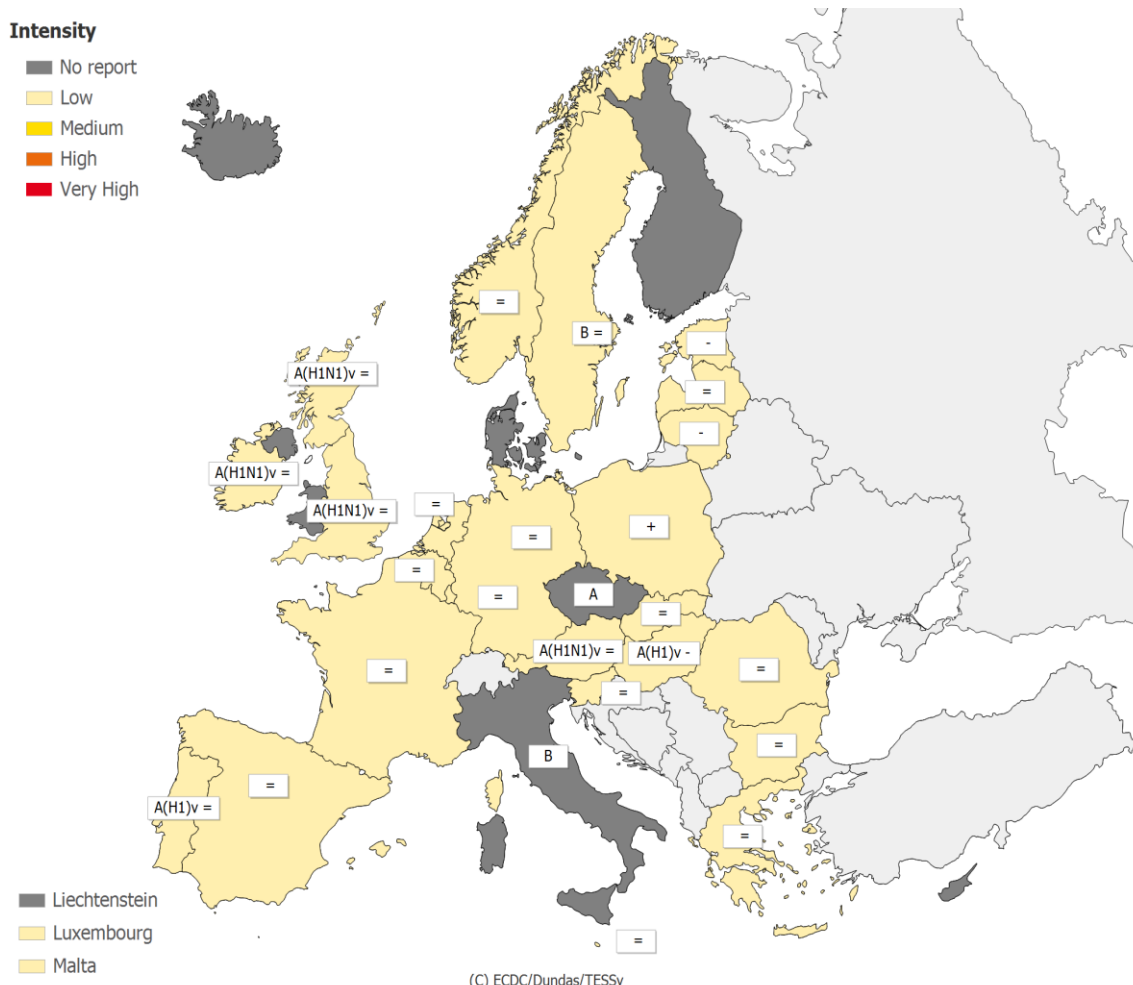 Intensity
No report
Low
Medium
High
Very High
=
B =
-
=
-
A(H1N1)v =
A(H1N1)v =
A(H1N1)v =
=
=
+
=
=
A
=
A(H1N1)v =
A(H1)v -
=
=
=
=
B
=
A(H1)v =
=
Liechtenstein
Luxembourg
Malta
=
(C) ECDC/Dundas/TESSy